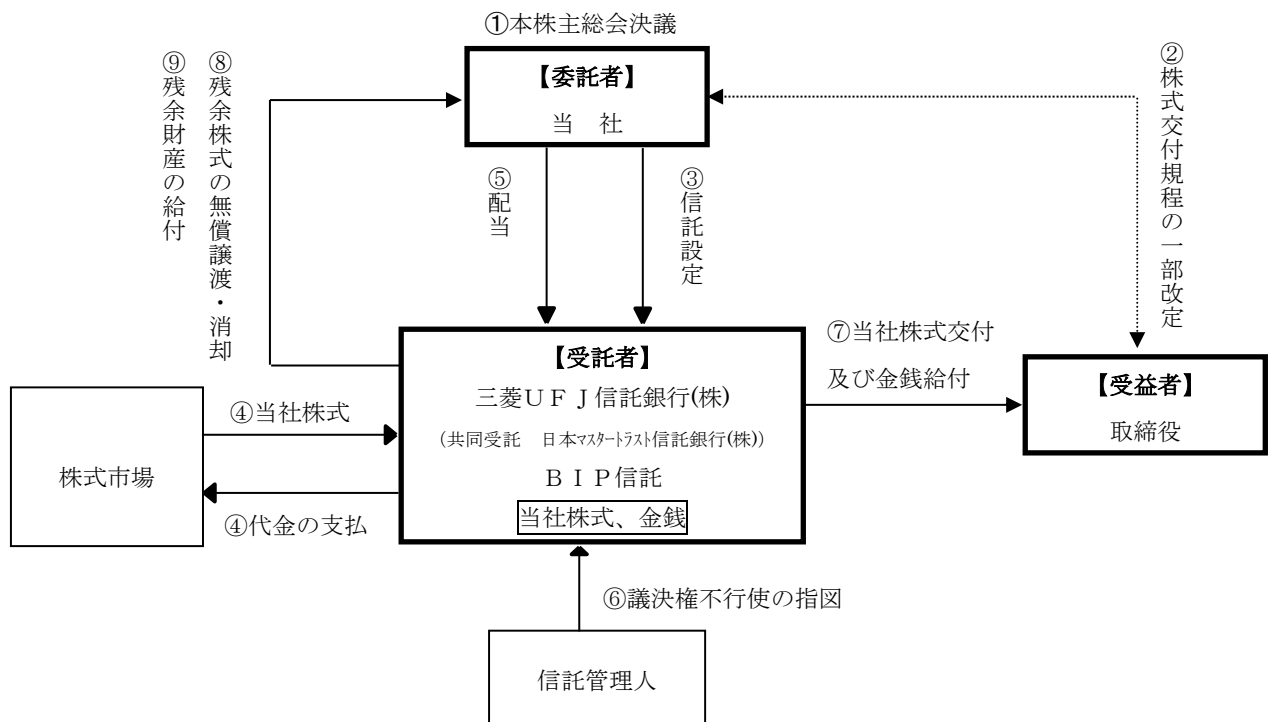 ①本株主総会決議
【委託者】
当　社
⑨残余財産の給付
⑧残余株式の無償譲渡・消却
②株式交付規程の一部改定
⑤配当
③信託設定
【受託者】
三菱ＵＦＪ信託銀行(株)
(共同受託　日本ﾏｽﾀｰﾄﾗｽﾄ信託銀行(株))
ＢＩＰ信託
当社株式、金銭
⑦当社株式交付
及び金銭給付
【受益者】
取締役
④当社株式
株式市場
④代金の支払
⑥議決権不行使の指図
信託管理人